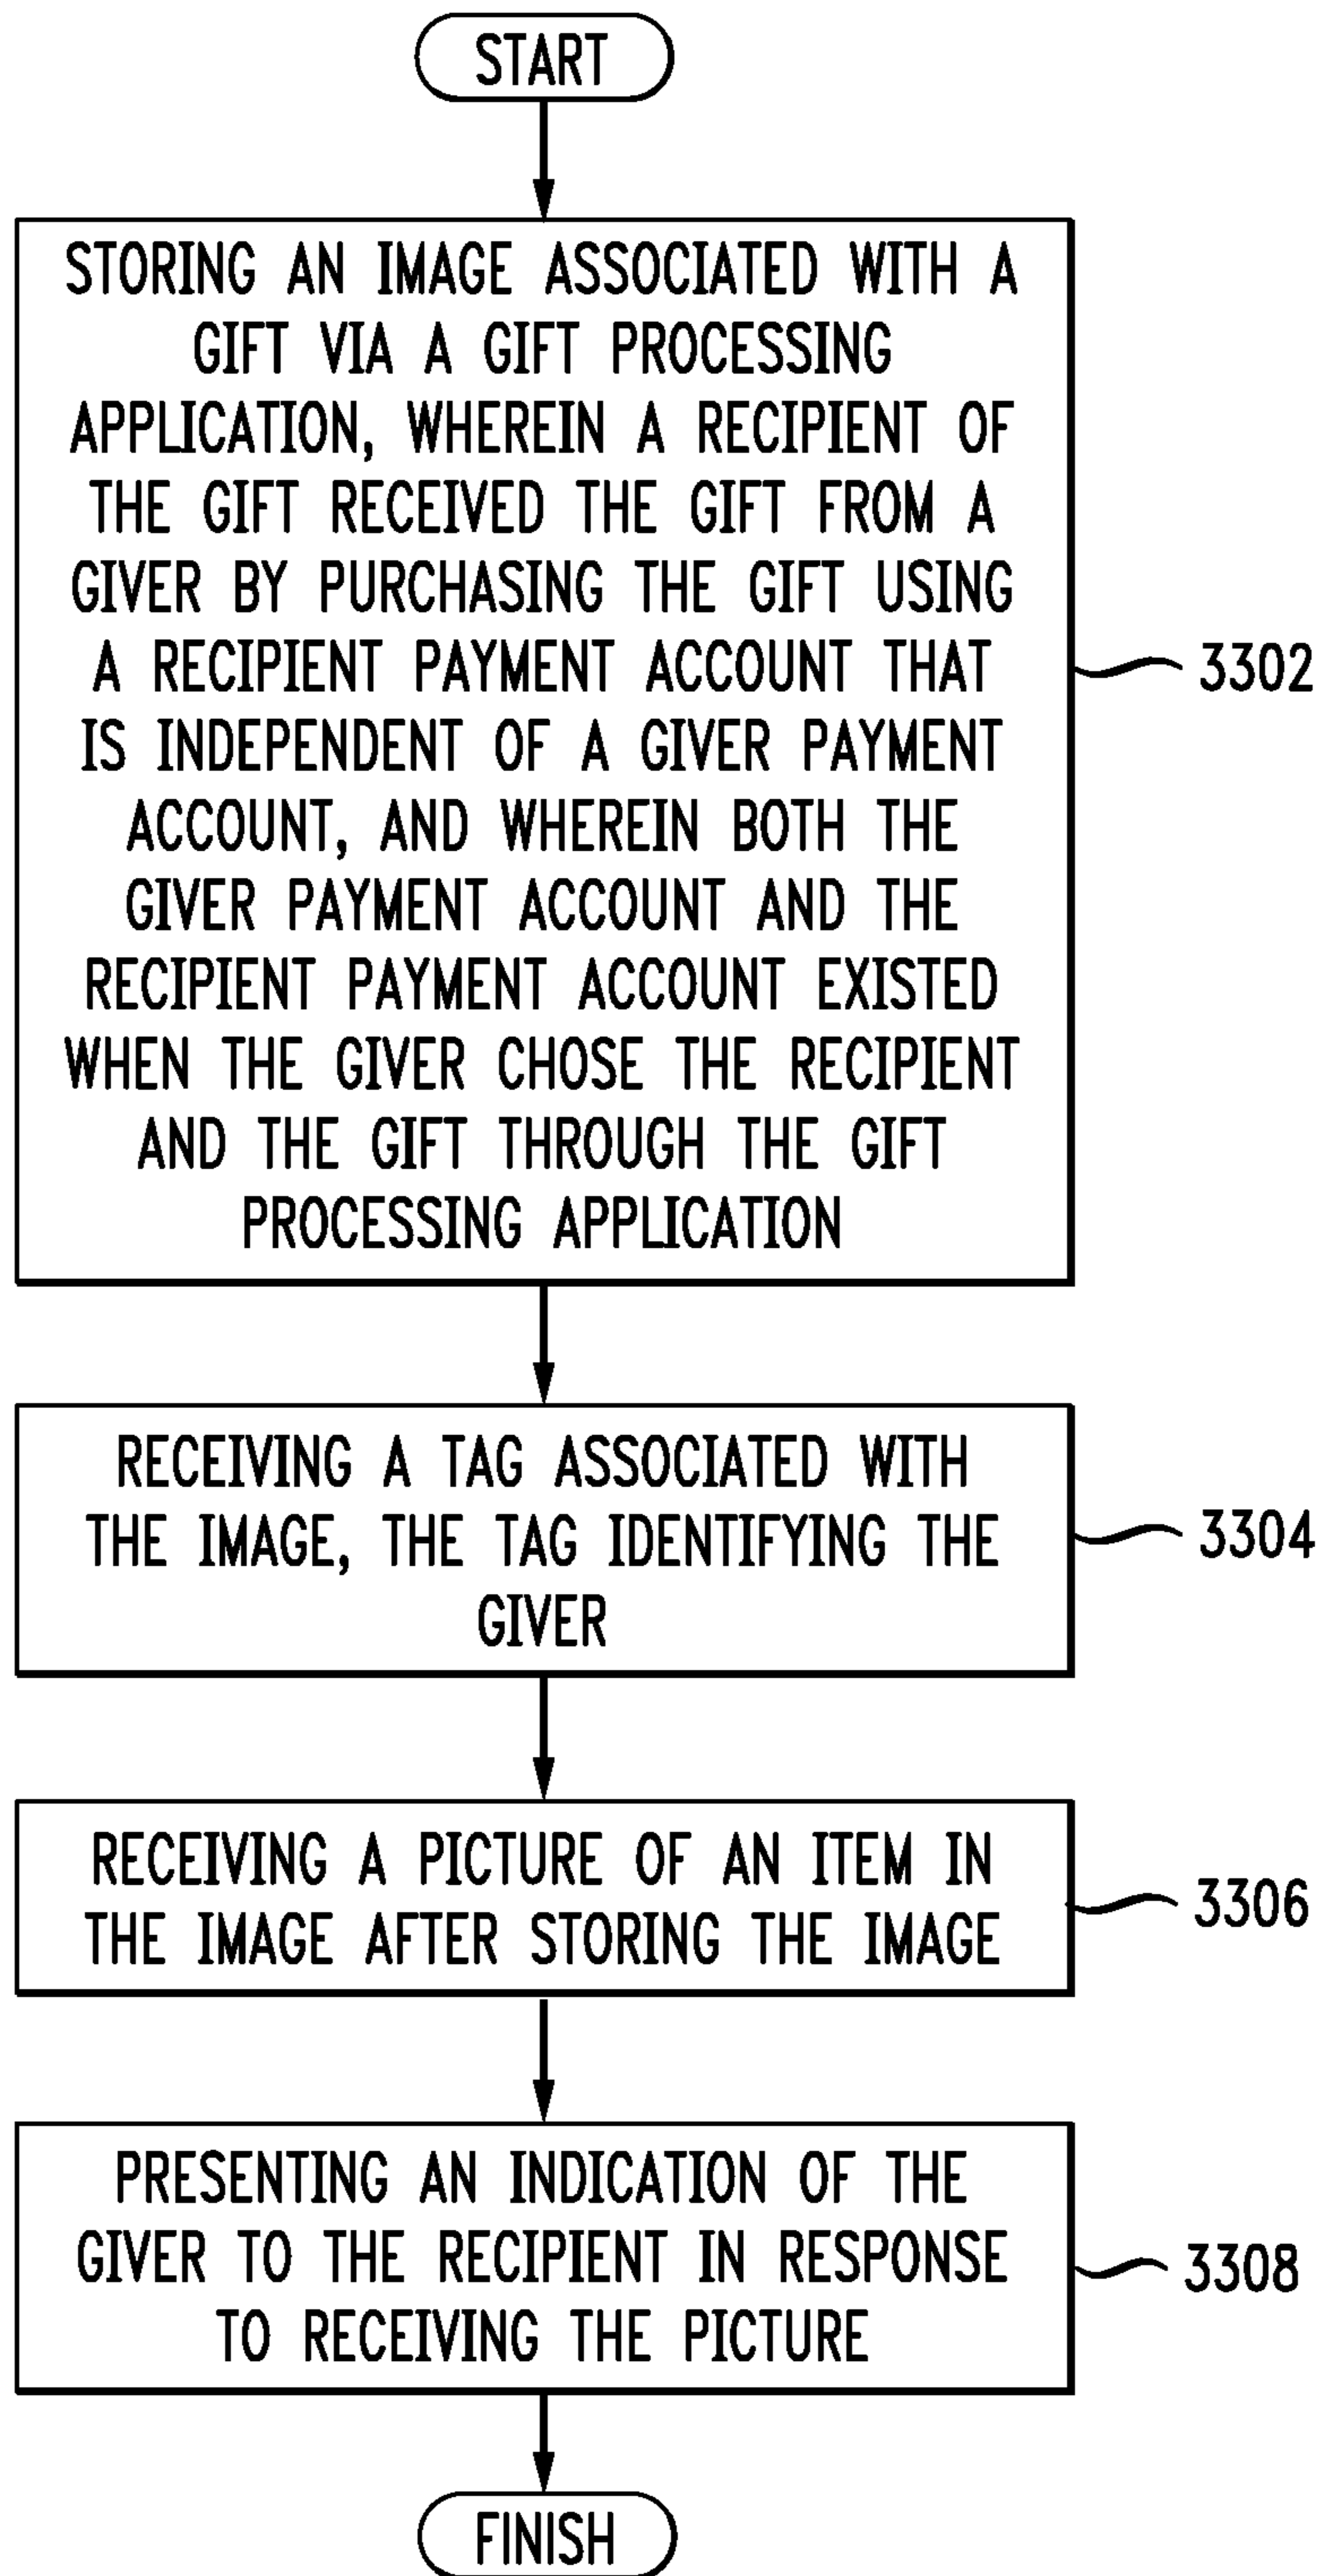 START
STORING AN IMAGE ASSOCIATED WITH A
GIFT VIA A GIFT PROCESSING
APPLICATION, WHEREIN A RECIPIENT OF
THE GIFT RECEIVED THE GIFT FROM A
GIVER BY PURCHASING THE GIFT USING
A RECIPIENT PAYMENT ACCOUNT THAT
IS INDEPENDENT OF A GIVER PAYMENT
ACCOUNT, AND WHEREIN BOTH THE
GIVER PAYMENT ACCOUNT AND THE
RECIPIENT PAYMENT ACCOUNT EXISTED
WHEN THE GIVER CHOSE THE RECIPIENT
AND THE GIFT THROUGH THE GIFT
PROCESSING APPLICATION
3302
RECEIVING A TAG ASSOCIATED WITH
THE IMAGE, THE TAG IDENTIFYING THE
GIVER
3304
RECEIVING A PICTURE OF AN ITEM IN
THE IMAGE AFTER STORING THE IMAGE
3306
PRESENTING AN INDICATION OF THE
GIVER TO THE RECIPIENT IN RESPONSE
TO RECEIVING THE PICTURE
3308
FINISH